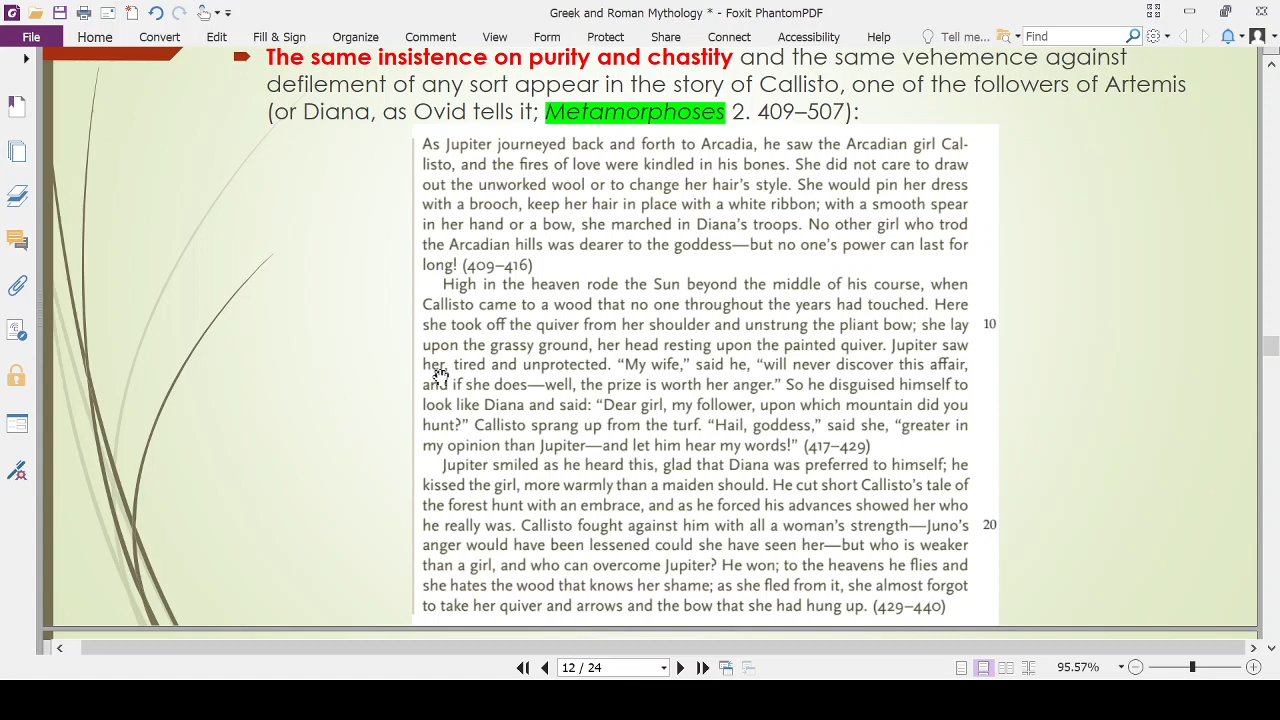 Greek and Roman Mythology * - Foxit PhantomPDF
File Home Convert Edit Fill & Sign Organize Comment View Form Protect Share Connect Accessibility Help Tell me... Find
The same insistence on purity and chastity and the same vehemence against
defilement of any sort appear in the story of Callisto, one of the followers of Artemis
(or Diana, as Ovid tells it; Metamorphoses 2. 409–507):
As Jupiter journeyed back and forth to Arcadia, he saw the Arcadian girl Cal-
listo, and the fires of love were kindled in his bones. She did not care to draw
out the unworked wool or to change her hair's style. She would pin her dress
with a brooch, keep her hair in place with a white ribbon; with a smooth spear
in her hand or a bow, she marched in Diana's troops. No other girl who trod
the Arcadian hills was dearer to the goddess—but no one's power can last for
long! (409–416)
High in the heaven rode the Sun beyond the middle of his course, when
Callisto came to a wood that no one throughout the years had touched. Here
she took off the quiver from her shoulder and unstrung the pliant bow; she lay 10
upon the grassy ground, her head resting upon the painted quiver. Jupiter saw
her, tired and unprotected. “My wife,” said he, “will never discover this affair,
and if she does—well, the prize is worth her anger.” So he disguised himself to
look like Diana and said: “Dear girl, my follower, upon which mountain did you
hunt?” Callisto sprang up from the turf. “Hail, goddess,” said she, “greater in
my opinion than Jupiter—and let him hear my words!” (417–429)
Jupiter smiled as he heard this, glad that Diana was preferred to himself; he
kissed the girl, more warmly than a maiden should. He cut short Callisto's tale of
the forest hunt with an embrace, and as he forced his advances showed her who
he really was. Callisto fought against him with all a woman's strength—Juno's 20
anger would have been lessened could she have seen her—but who is weaker
than a girl, and who can overcome Jupiter? He won; to the heavens he flies and
she hates the wood that knows her shame; as she fled from it, she almost forgot
to take her quiver and arrows and the bow that she had hung up. (429–440)
12 / 24 95.57%